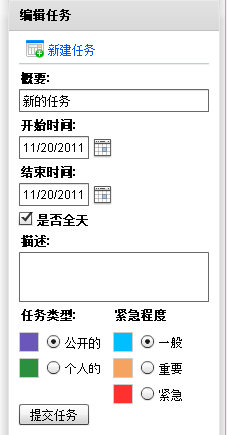 编辑任务
新建任务
概要:
新的任务
开始时间:
11/20/2011
结束时间:
11/20/2011
是否全天
描述:
任务类型: 紧急程度
公开的 一般
个人的 重要
紧急
提交任务